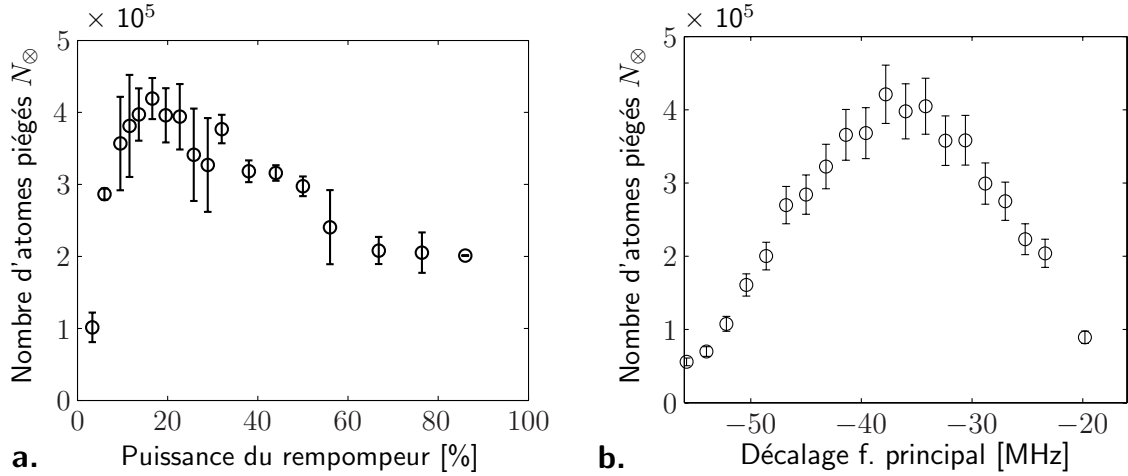 × 10⁵
Nombre d'atomes piégés N⊗
5
4
3
2
1
0
0 20 40 60 80 100
a. Puissance du rempompeur [%]
× 10⁵
Nombre d'atomes piégés N⊗
5
4
3
2
1
0
−50 −40 −30 −20
b. Décalage f. principal [MHz]